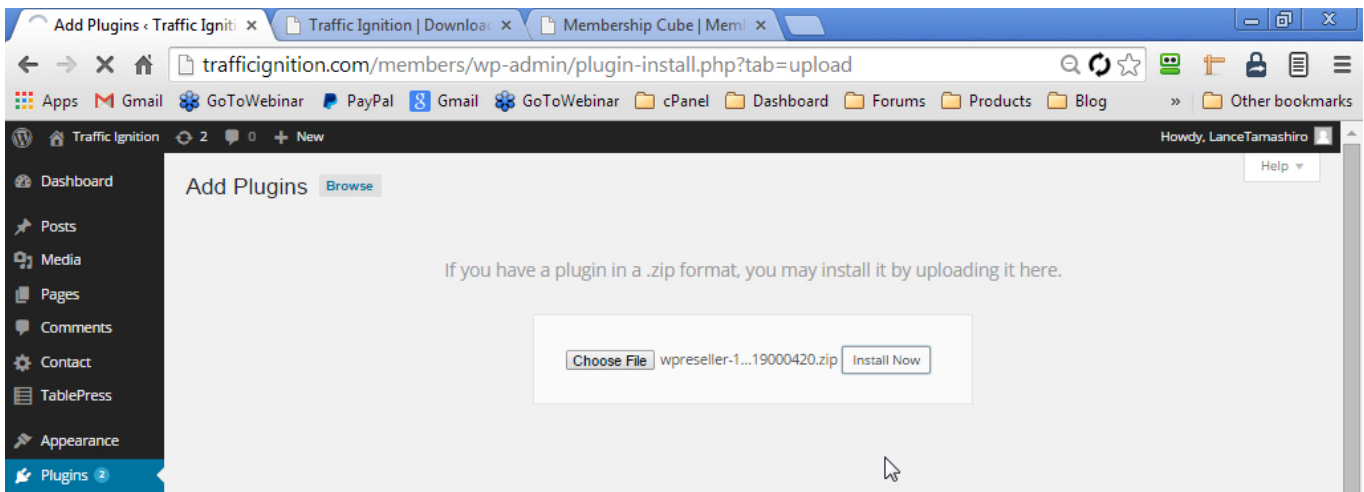 Add Plugins ‹ Traffic Igniti
Traffic Ignition | Downloa
Membership Cube | Mem
trafficignition.com/members/wp-admin/plugin-install.php?tab=upload
Apps Gmail GoToWebinar PayPal Gmail GoToWebinar cPanel Dashboard Forums Products Blog » Other bookmarks
Traffic Ignition 2 0 + New Howdy, LanceTamashiro
Help
Dashboard
Add Plugins Browse
Posts
Media
If you have a plugin in a .zip format, you may install it by uploading it here.
Pages
Comments
Choose File wpreseller-1...19000420.zip Install Now
Contact
TablePress
Appearance
Plugins 2